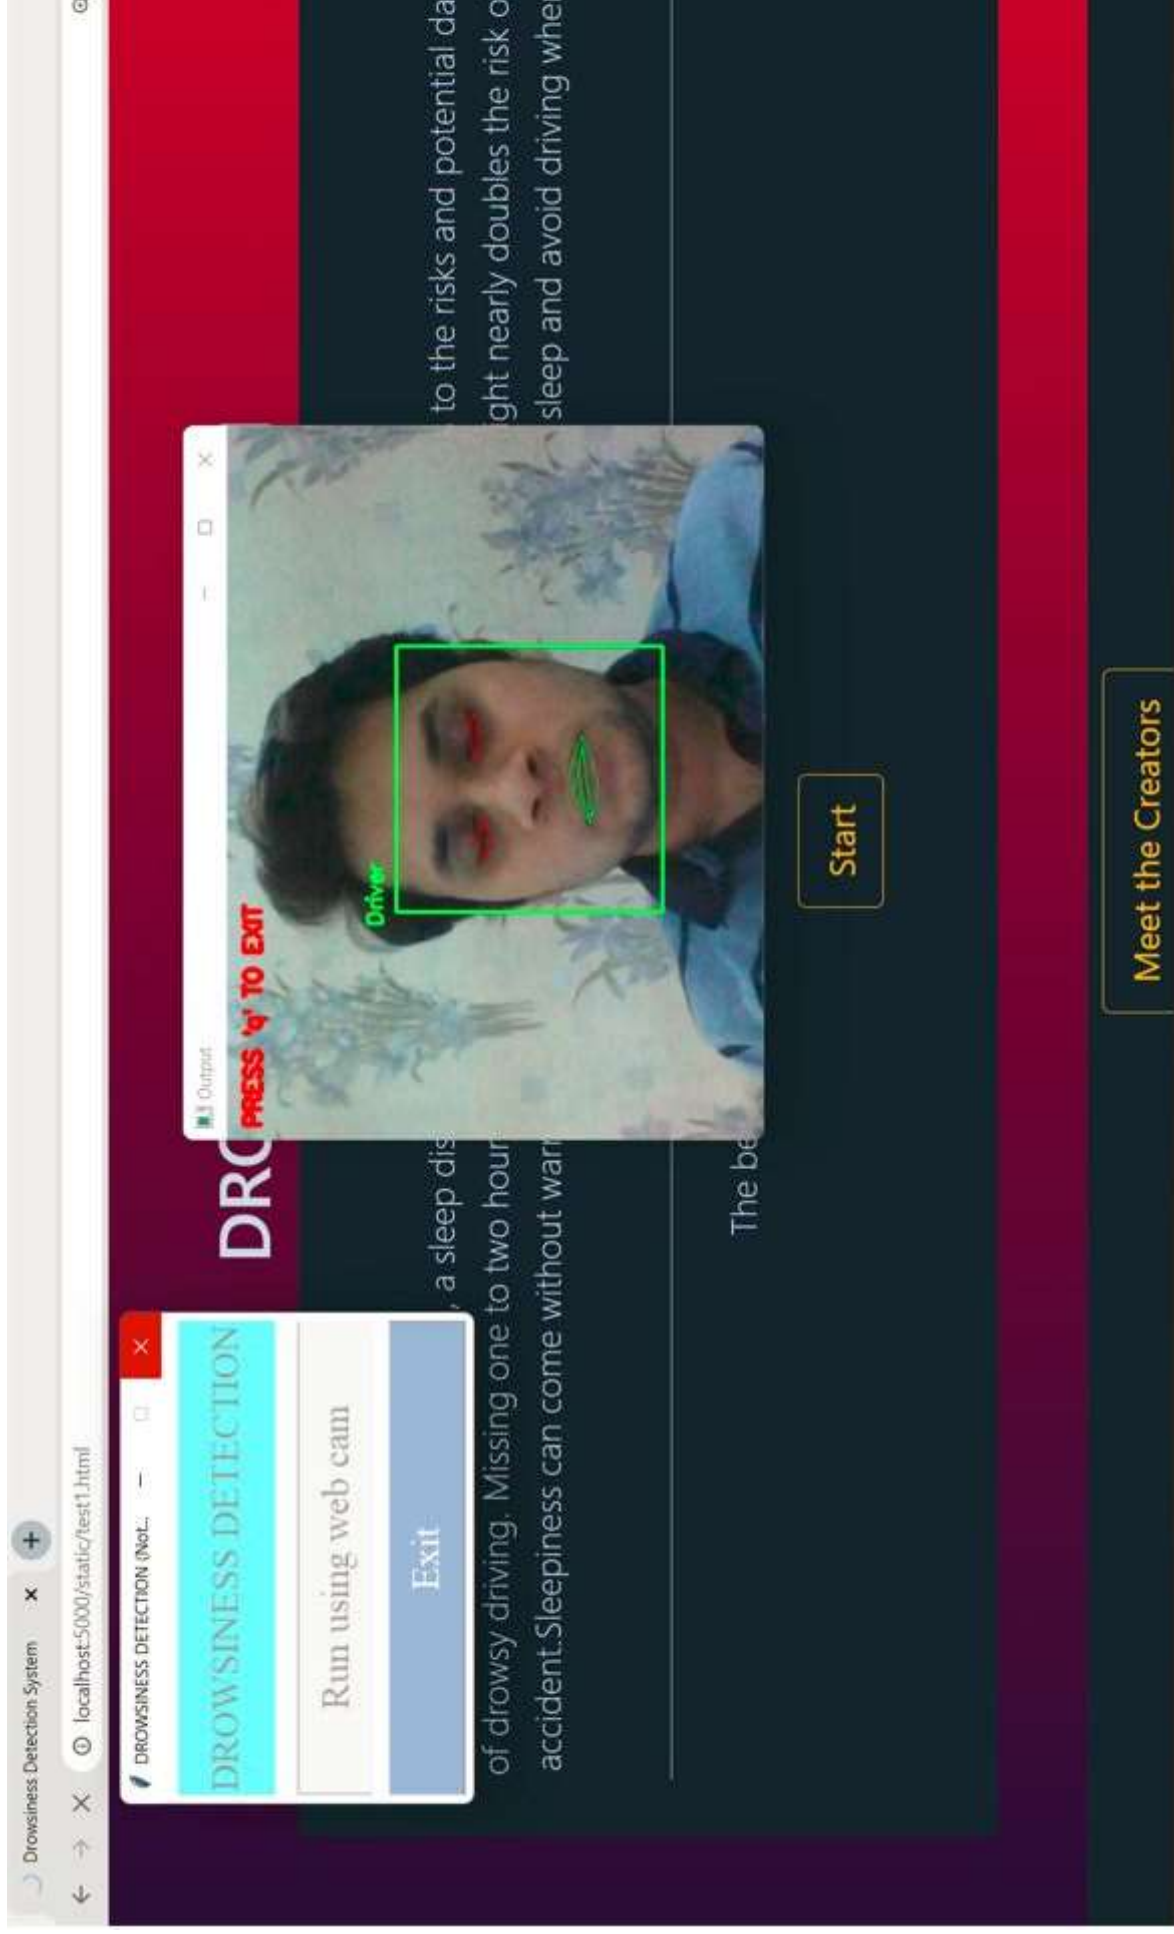 Drowsiness Detection System
localhost:5000/static/test1.html
DROWSINESS DETECTION (Not...
DROWSINESS DETECTION
Run using web cam
Exit
Output
PRESS 'q' TO EXIT
Driver
, a sleep dis to the risks and potential da
of drowsy driving. Missing one to two hour ght nearly doubles the risk o
accident.Sleepiness can come without warn sleep and avoid driving whe
The be
Start
Meet the Creators